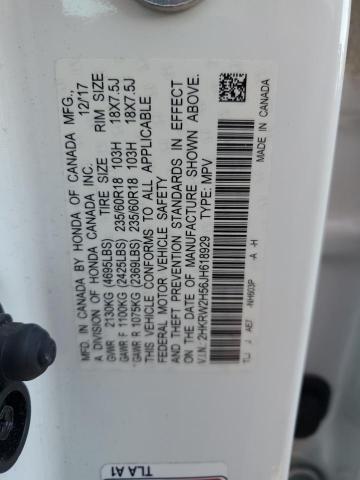 MFD. IN CANADA BY HONDA OF CANADA MFG.,
A DIVISION OF HONDA CANADA INC. 12/17
TIRE SIZE RIM SIZE
GVWR 2130KG (4695LBS)
GAWR F 1100KG (2425LBS) 235/60R18 103H 18X7.5J
GAWR R 1075KG (2369LBS) 235/60R18 103H 18X7.5J
THIS VEHICLE CONFORMS TO ALL APPLICABLE
FEDERAL MOTOR VEHICLE SAFETY
AND THEFT PREVENTION STANDARDS IN EFFECT
ON THE DATE OF MANUFACTURE SHOWN ABOVE.
V.I.N. 2HKRW2H56JH618929 TYPE: MPV
AE7 NH603P -A -H
MADE IN CANADA
TLA A1